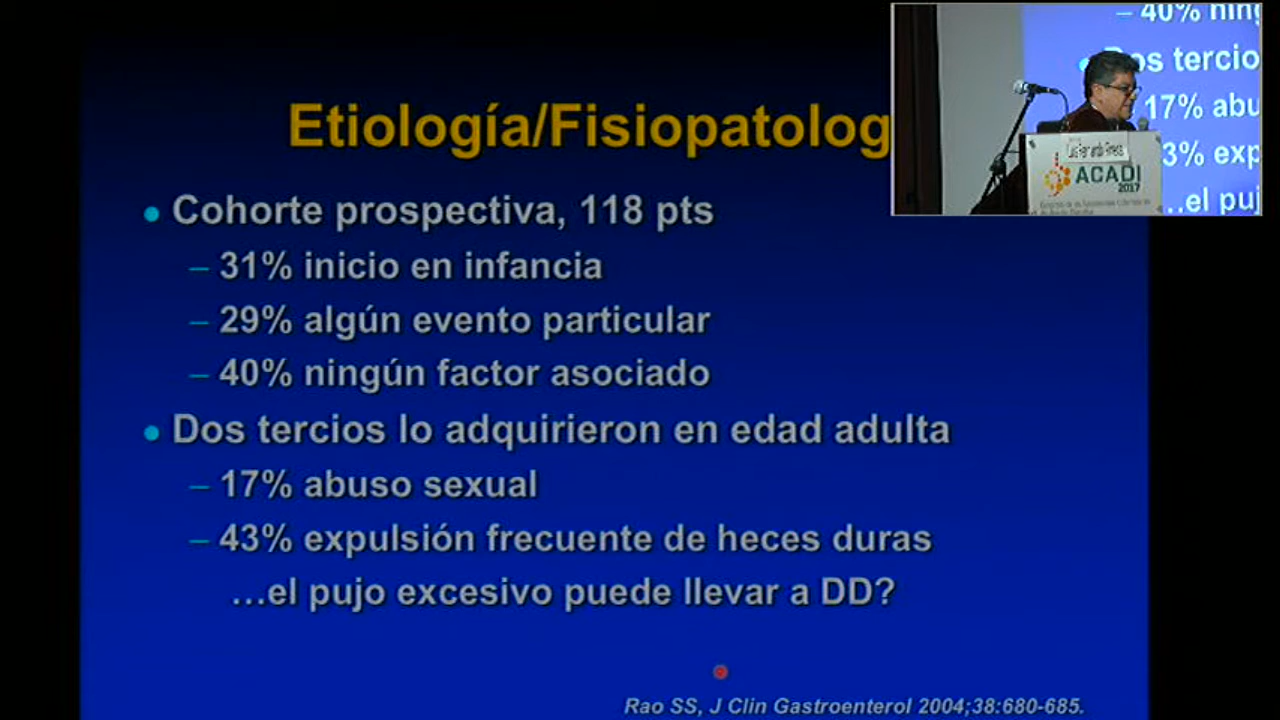 Etiología/Fisiopatolog
• Cohorte prospectiva, 118 pts
– 31% inicio en infancia
– 29% algún evento particular
– 40% ningún factor asociado
• Dos tercios lo adquirieron en edad adulta
– 17% abuso sexual
– 43% expulsión frecuente de heces duras
…el pujo excesivo puede llevar a DD?
Rao SS, J Clin Gastroenterol 2004;38:680-685.
– 40% ning
Dos tercio
17% abu
3% exp
…el puj
Luis Fernando
ACADI
2017